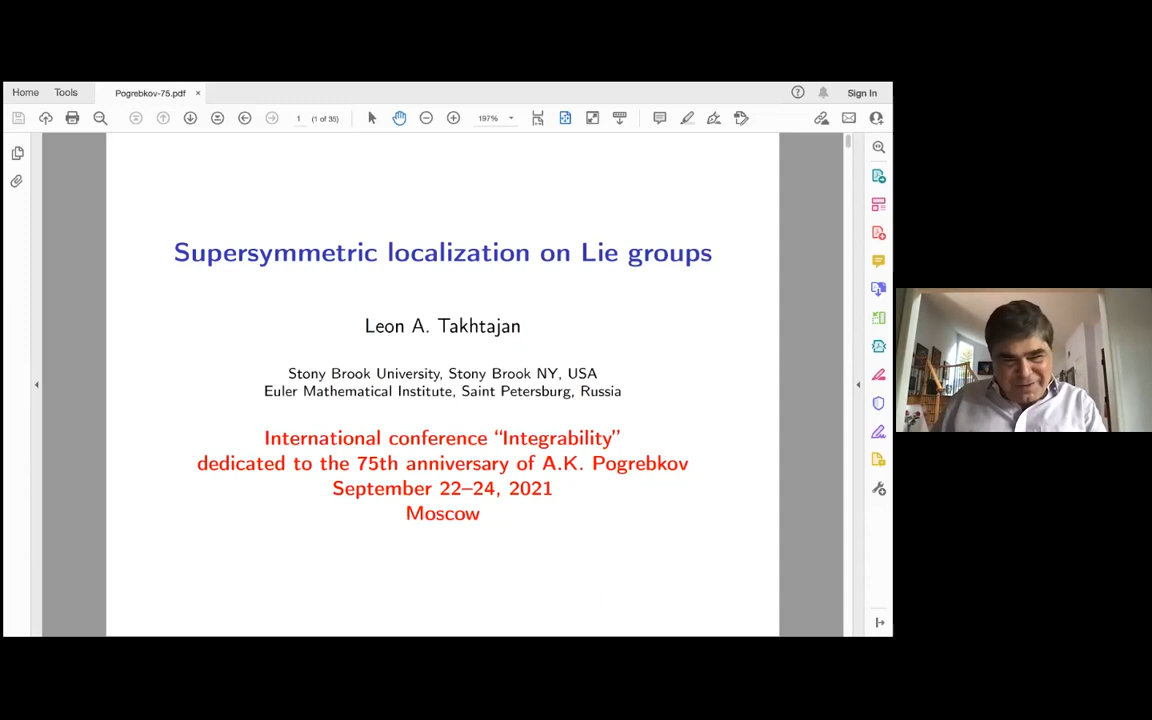 Home Tools Pogrebkov-75.pdf × Sign In
1 (1 of 35) 197%
Supersymmetric localization on Lie groups
Leon A. Takhtajan
Stony Brook University, Stony Brook NY, USA
Euler Mathematical Institute, Saint Petersburg, Russia
International conference “Integrability”
dedicated to the 75th anniversary of A.K. Pogrebkov
September 22–24, 2021
Moscow